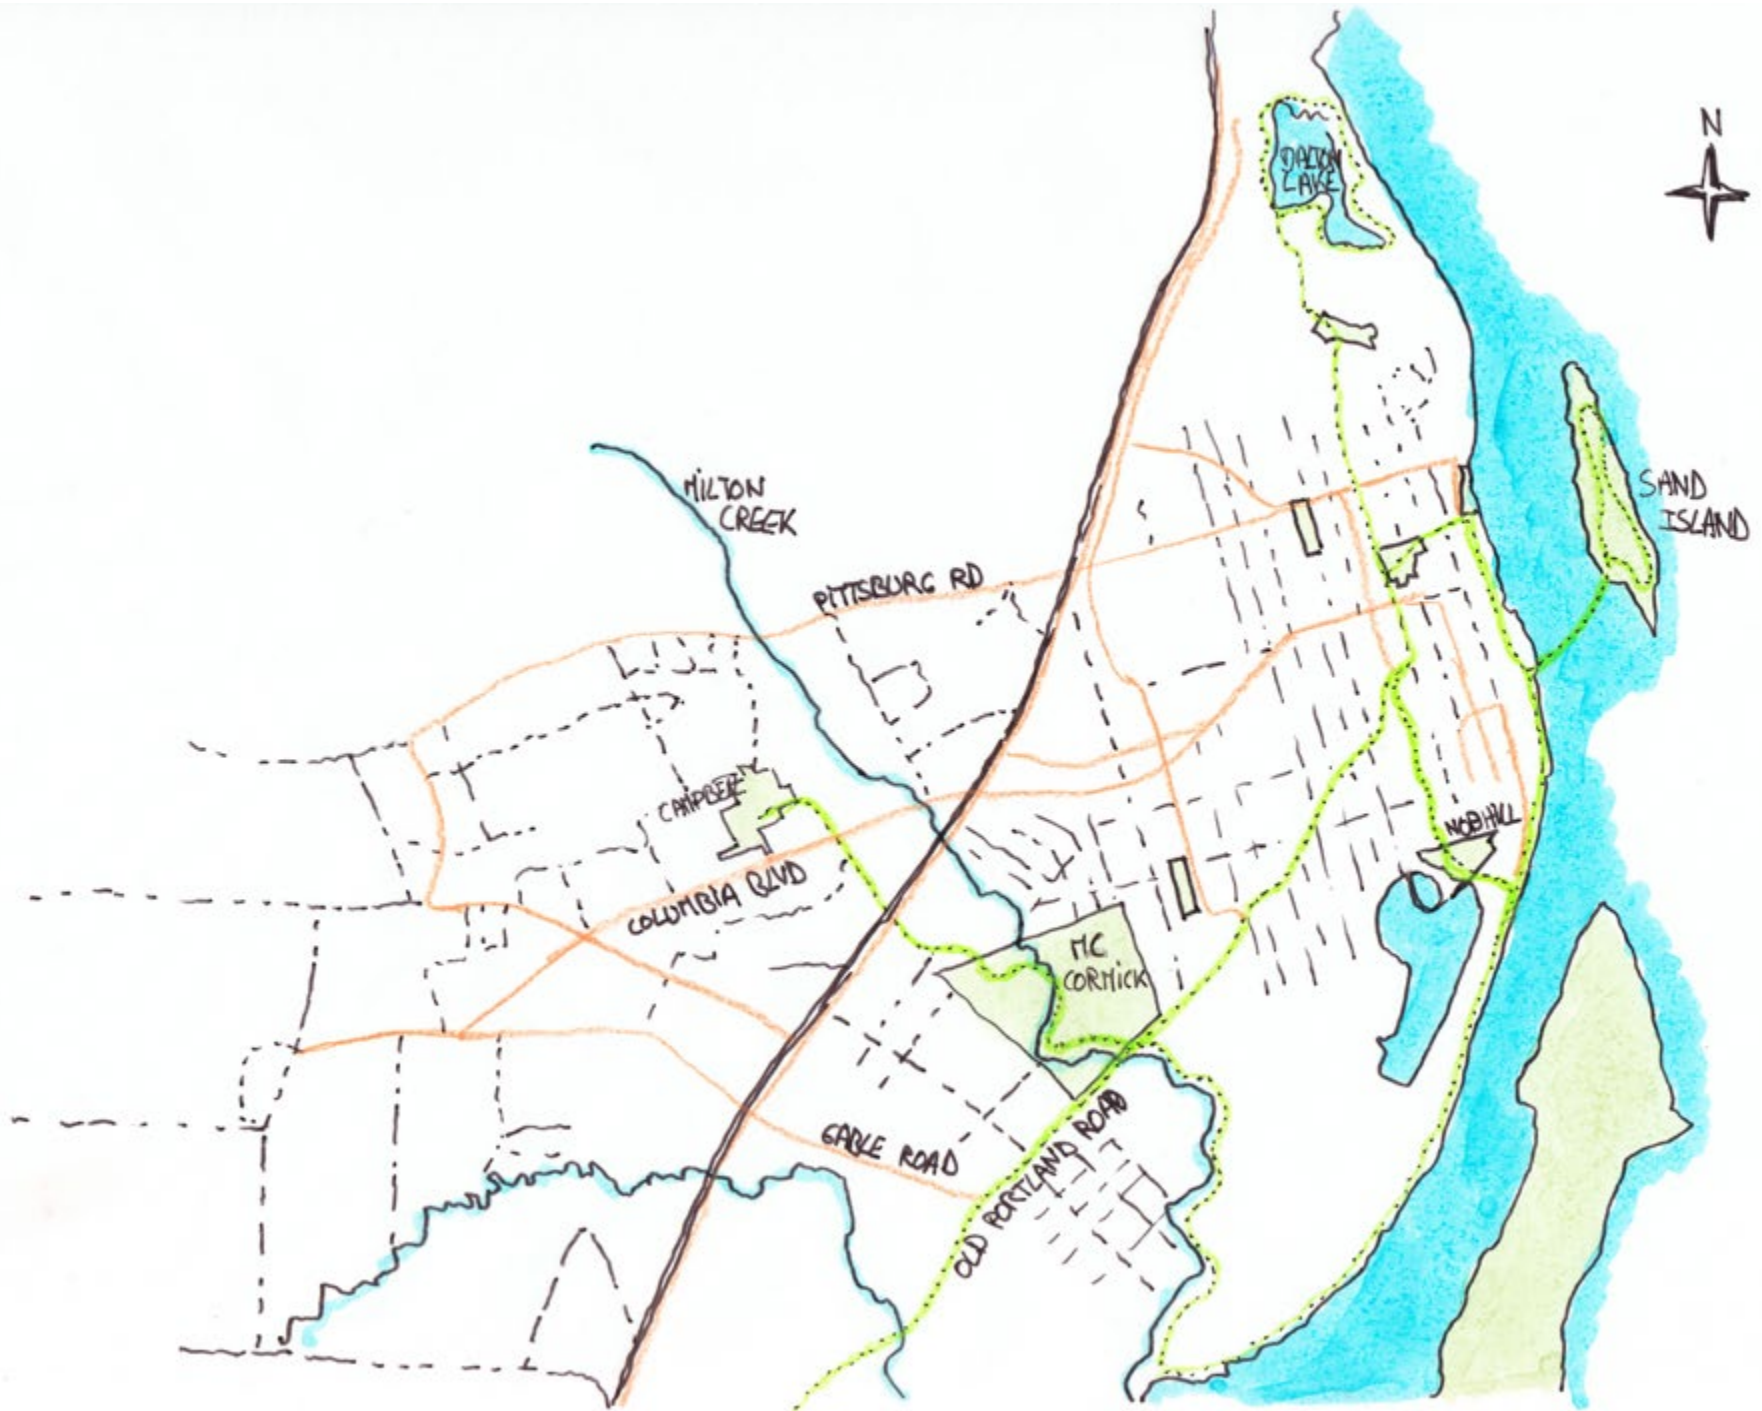 N
DALTON
LAKE
MILTON
CREEK
SAND
ISLAND
PITTSBURG RD
CAMPBELL
NOB HILL
COLUMBIA BLVD
MC
CORMICK
GABLE ROAD
OLD PORTLAND ROAD